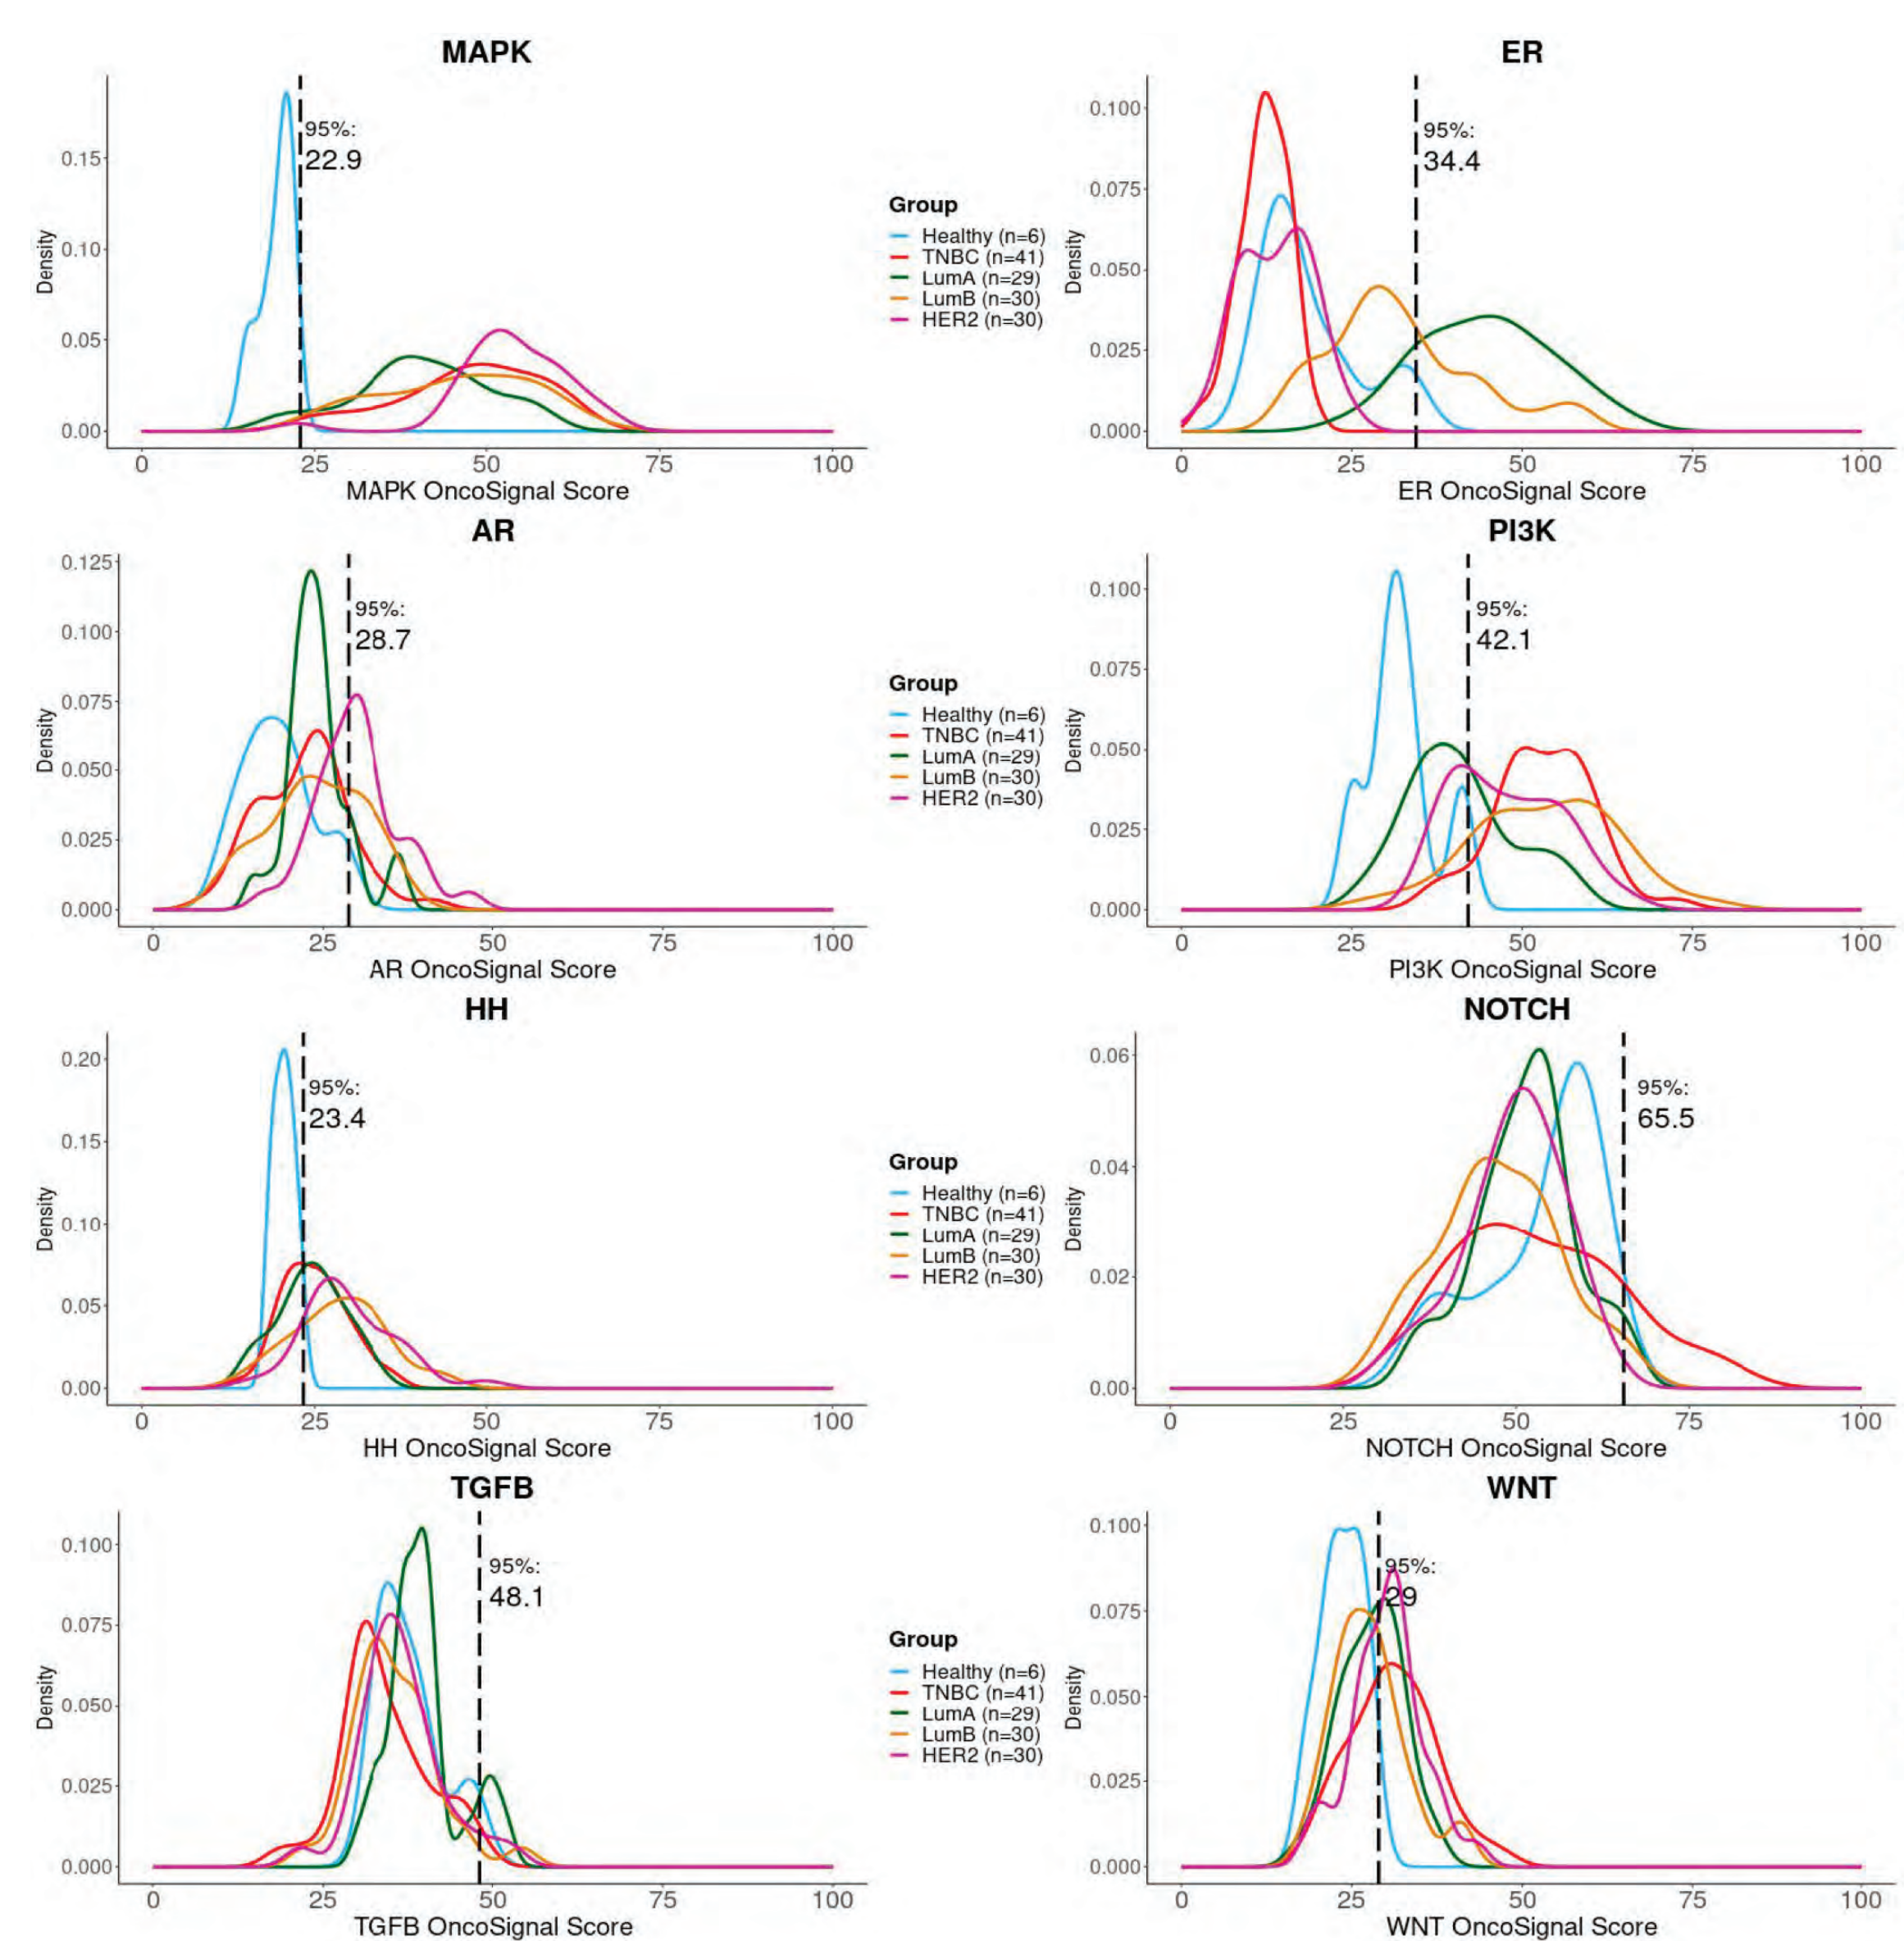 MAPK
0.15
0.10
0.05
0.00
Density
95%:
22.9
0 25 50 75 100
MAPK OncoSignal Score
Group
Healthy (n=6)
TNBC (n=41)
LumA (n=29)
LumB (n=30)
HER2 (n=30)
ER
0.100
0.075
0.050
0.025
0.000
Density
95%:
34.4
0 25 50 75 100
ER OncoSignal Score
AR
0.125
0.100
0.075
0.050
0.025
0.000
Density
95%:
28.7
0 25 50 75 100
AR OncoSignal Score
Group
Healthy (n=6)
TNBC (n=41)
LumA (n=29)
LumB (n=30)
HER2 (n=30)
PI3K
0.100
0.075
0.050
0.025
0.000
Density
95%:
42.1
0 25 50 75 100
PI3K OncoSignal Score
HH
0.20
0.15
0.10
0.05
0.00
Density
95%:
23.4
0 25 50 75 100
HH OncoSignal Score
Group
Healthy (n=6)
TNBC (n=41)
LumA (n=29)
LumB (n=30)
HER2 (n=30)
NOTCH
0.06
0.04
0.02
0.00
Density
95%:
65.5
0 25 50 75 100
NOTCH OncoSignal Score
TGFB
0.100
0.075
0.050
0.025
0.000
Density
95%:
48.1
0 25 50 75 100
TGFB OncoSignal Score
Group
Healthy (n=6)
TNBC (n=41)
LumA (n=29)
LumB (n=30)
HER2 (n=30)
WNT
0.100
0.075
0.050
0.025
0.000
Density
95%:
29
0 25 50 75 100
WNT OncoSignal Score